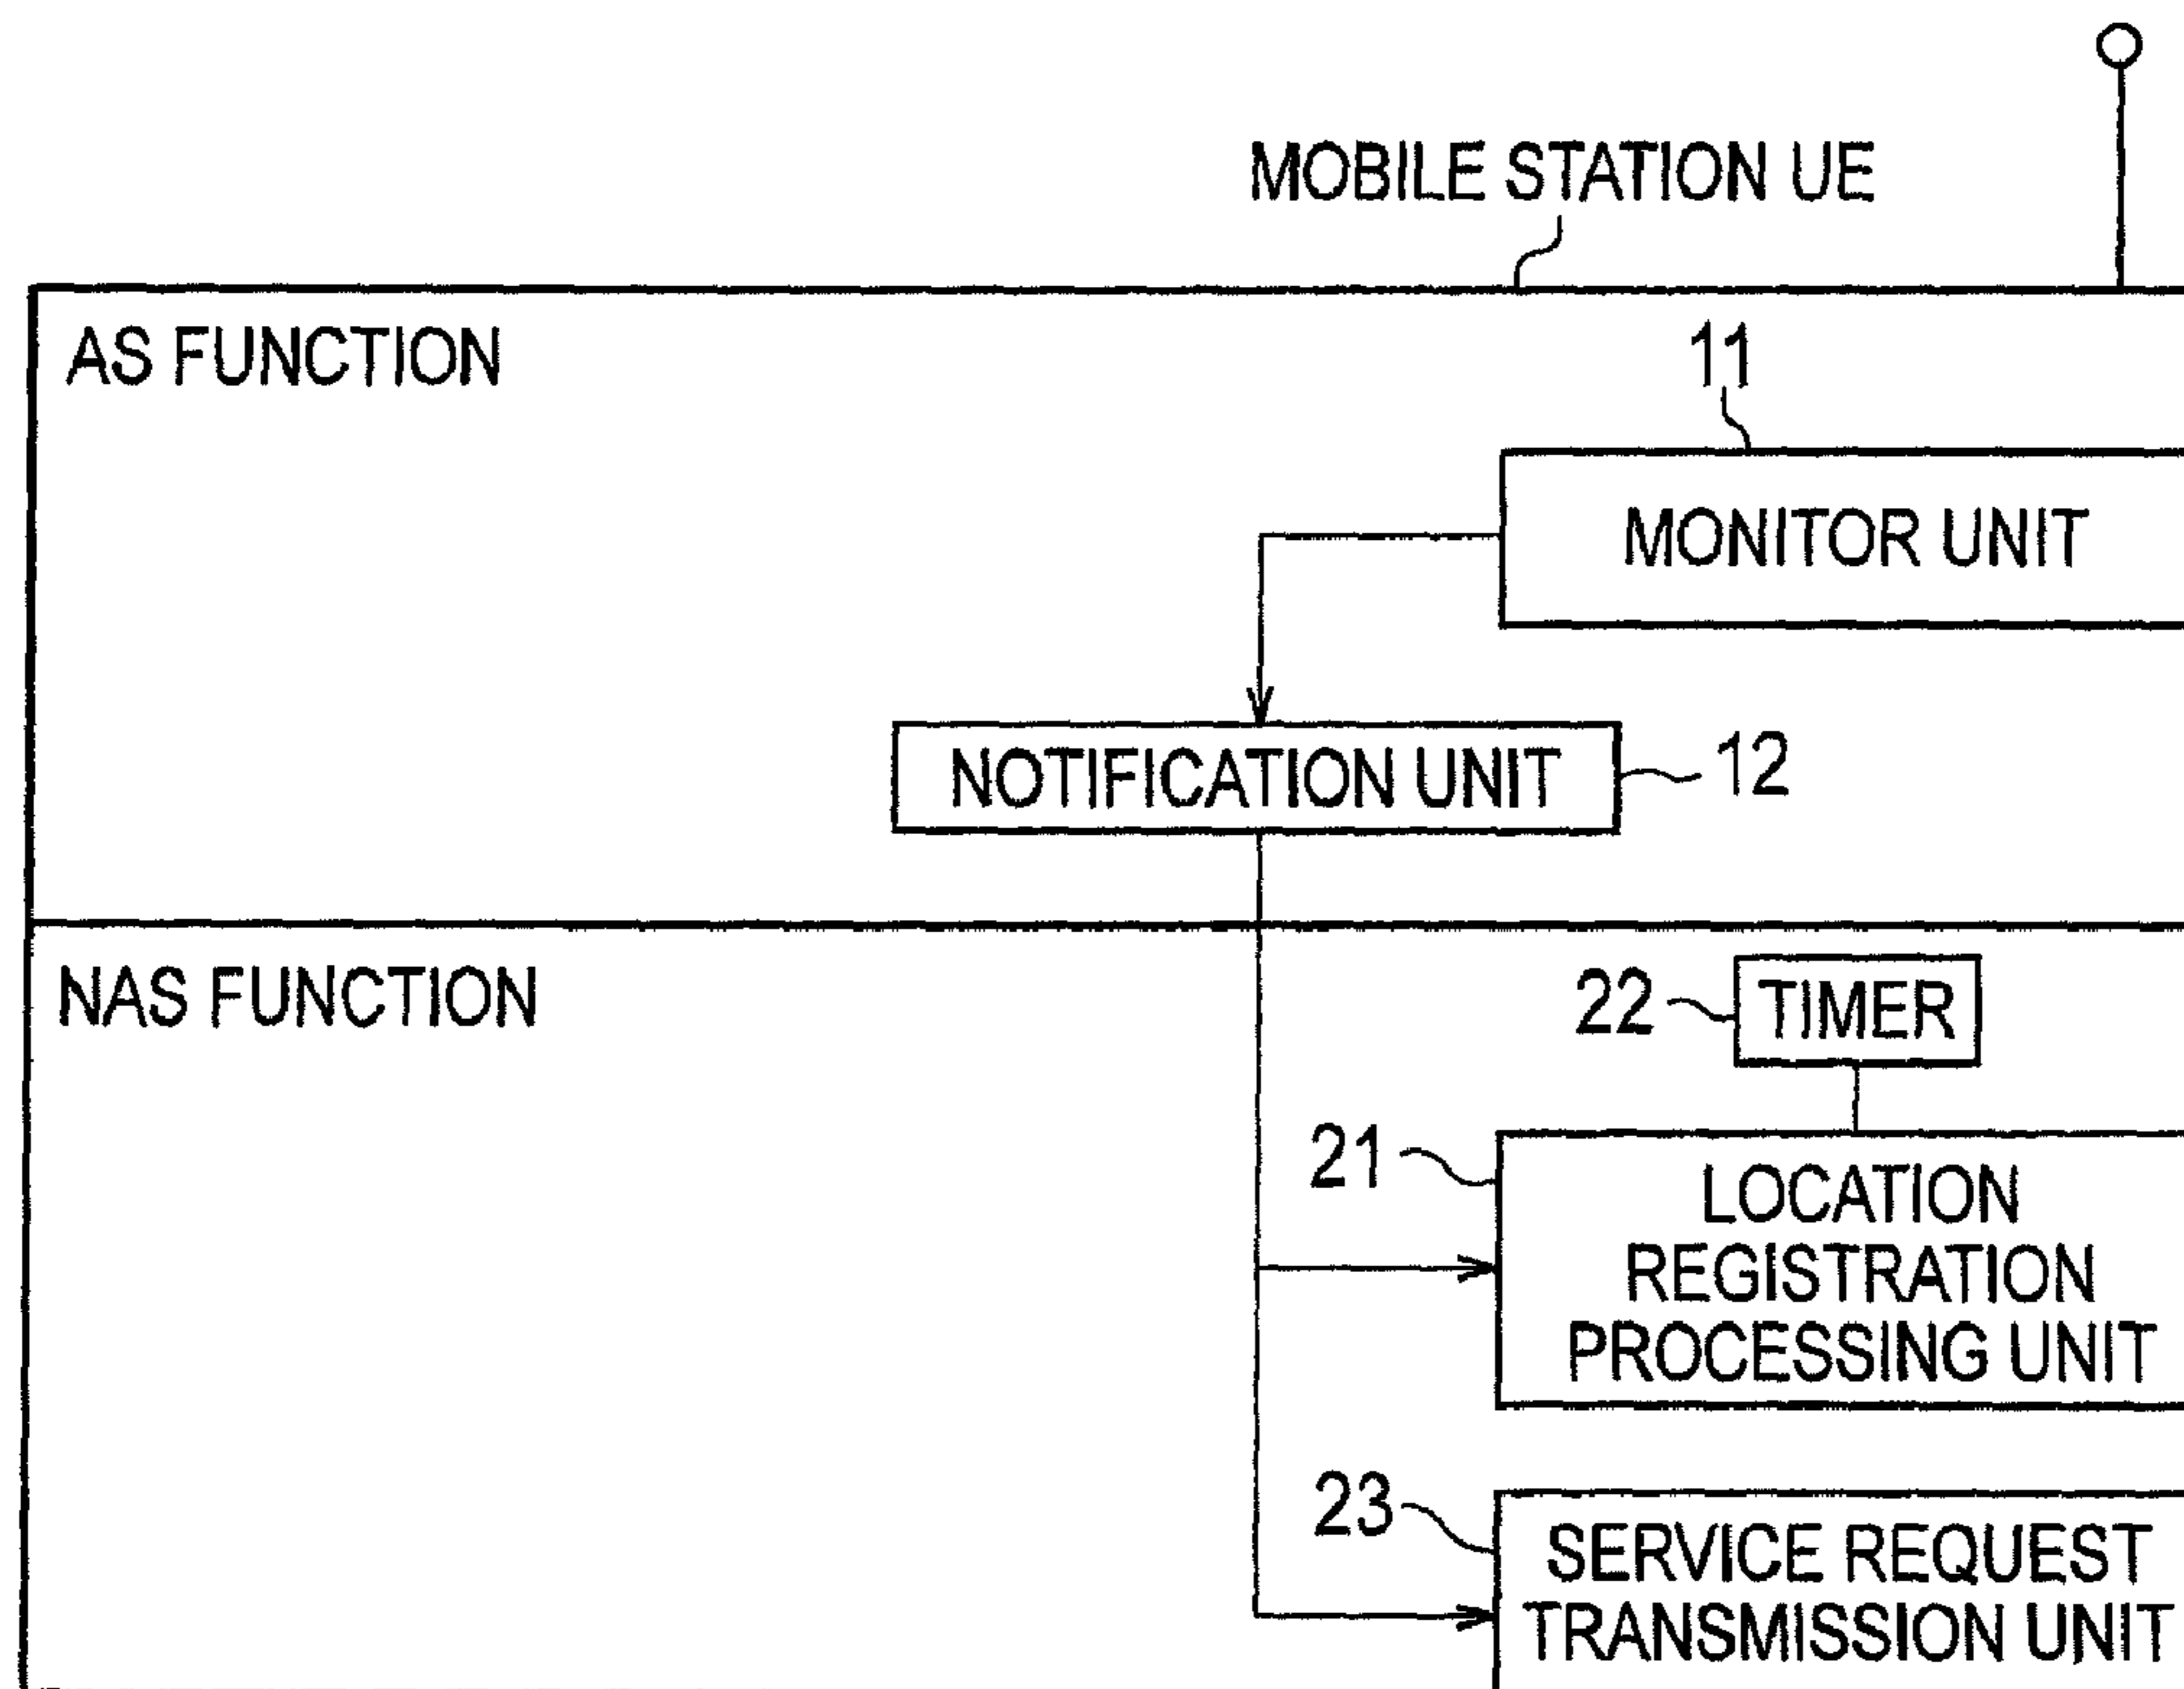 MOBILE STATION UE
AS FUNCTION
11
MONITOR UNIT
NOTIFICATION UNIT
12
NAS FUNCTION
22
TIMER
21
LOCATION
REGISTRATION
PROCESSING UNIT
23
SERVICE REQUEST
TRANSMISSION UNIT